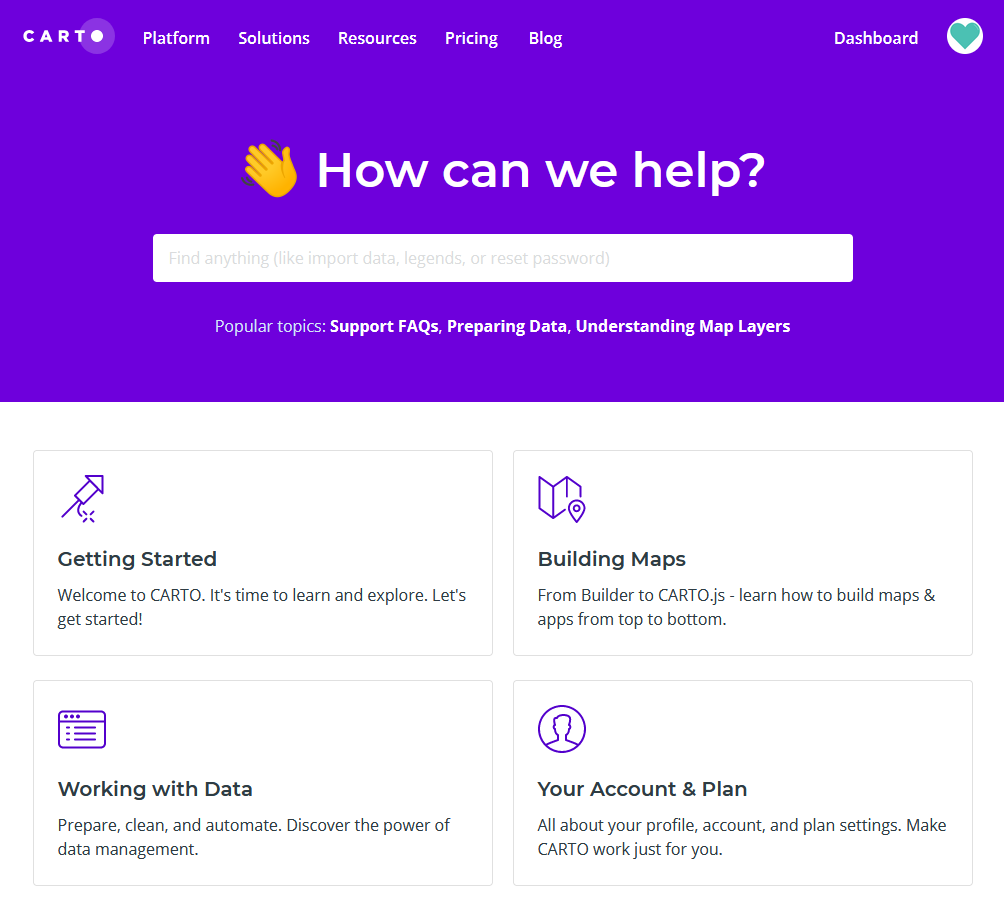 CARTO Platform Solutions Resources Pricing Blog Dashboard
How can we help?
Find anything (like import data, legends, or reset password)
Popular topics: Support FAQs, Preparing Data, Understanding Map Layers
Getting Started
Welcome to CARTO. It's time to learn and explore. Let's
get started!
Building Maps
From Builder to CARTO.js - learn how to build maps &
apps from top to bottom.
Working with Data
Prepare, clean, and automate. Discover the power of
data management.
Your Account & Plan
All about your profile, account, and plan settings. Make
CARTO work just for you.